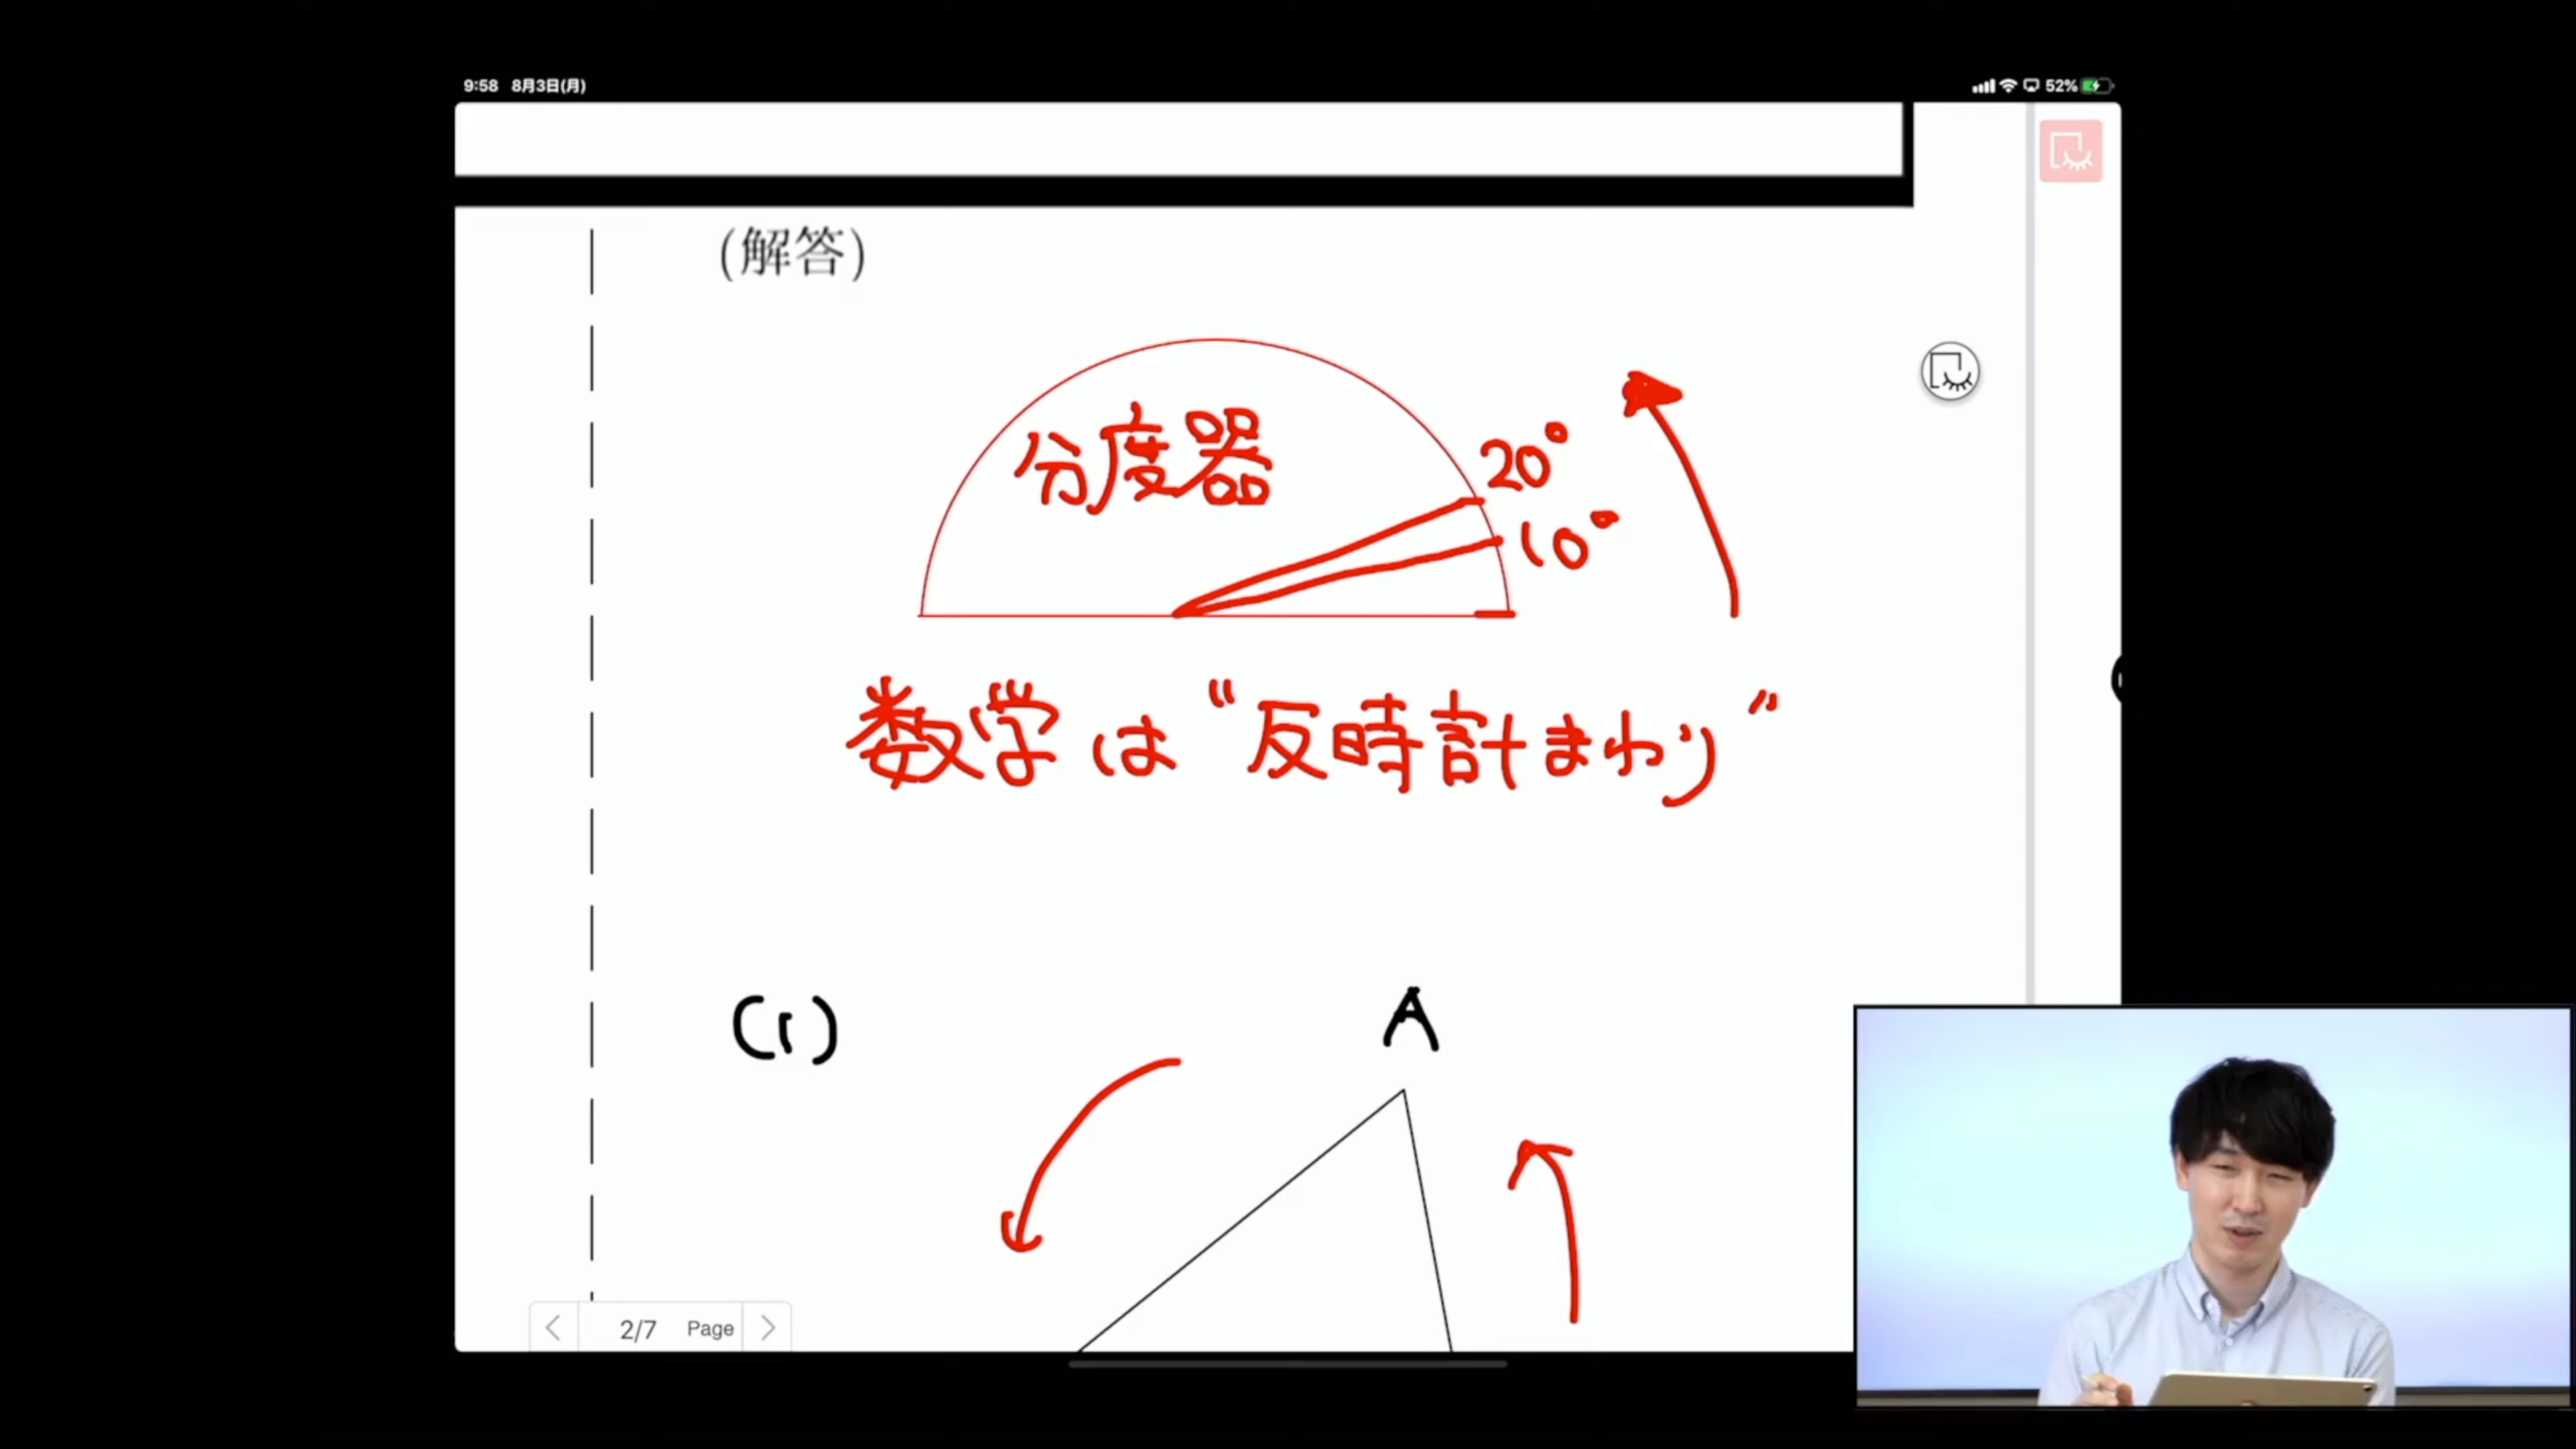 9:58 8月3日(月)
52%
(解答)
分度器
20°
10°
数学は“反時計まわり”
(1)
A
2/7 Page